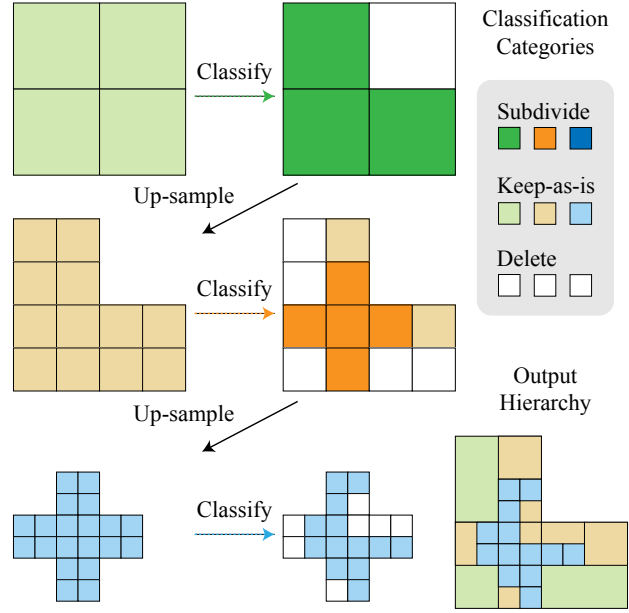 Classify
Classification
Categories
Subdivide
Keep-as-is
Delete
Up-sample
Classify
Up-sample
Output
Hierarchy
Classify